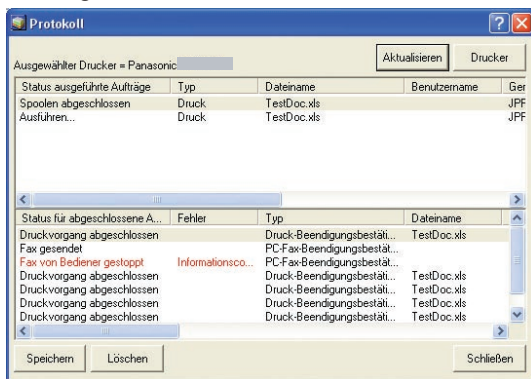 Protokoll
Ausgewählter Drucker = Panasonic
Aktualisieren Drucker
Status ausgeführte Aufträge Typ Dateiname Benutzername Ger
Spoolen abgeschlossen Druck TestDoc.xls JPF
Ausführen... Druck TestDoc.xls JPF
Status für abgeschlossene A... Fehler Typ Dateiname
Druckvorgang abgeschlossen Druck-Beendigungsbestäti... TestDoc.xls
Fax gesendet PC-Fax-Beendigungsbestät...
Fax von Bediener gestoppt Informationsco... PC-Fax-Beendigungsbestät...
Druckvorgang abgeschlossen Druck-Beendigungsbestäti... TestDoc.xls
Druckvorgang abgeschlossen Druck-Beendigungsbestäti... TestDoc.xls
Druckvorgang abgeschlossen Druck-Beendigungsbestäti... TestDoc.xls
Druckvorgang abgeschlossen Druck-Beendigungsbestäti... TestDoc.xls
Speichern Löschen Schließen